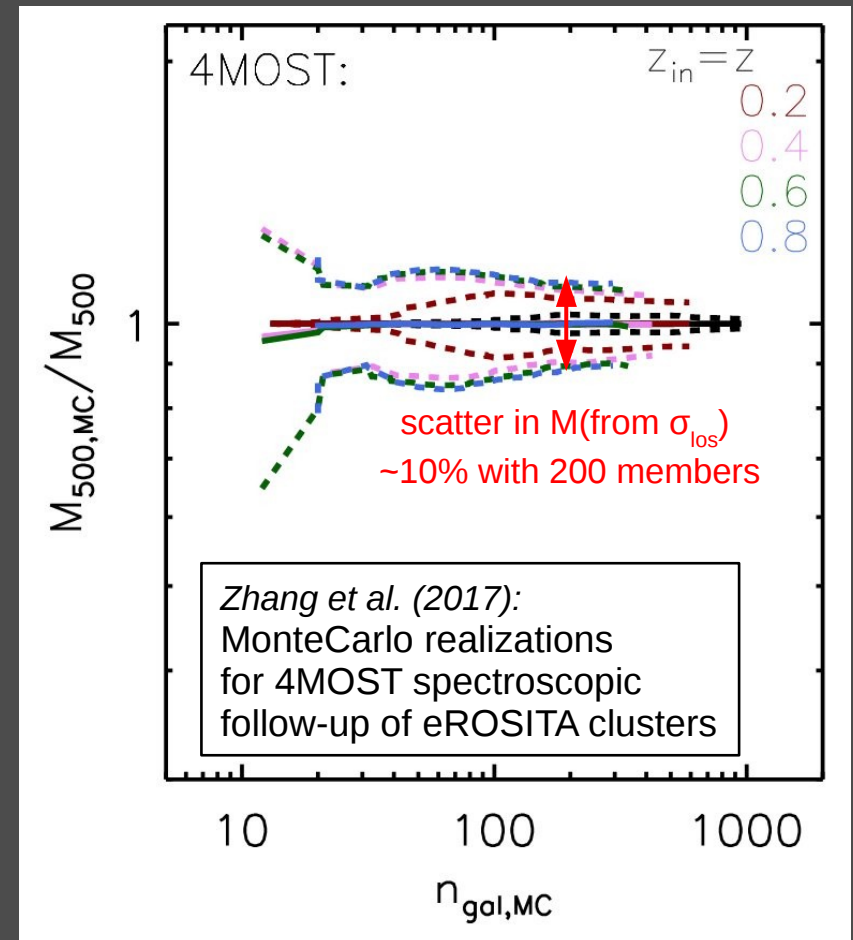 4MOST:
z_in=z
0.2
0.4
0.6
0.8
M_500,MC/M_500
1
scatter in M(from σ_los)
~10% with 200 members
Zhang et al. (2017):
MonteCarlo realizations
for 4MOST spectroscopic
follow-up of eROSITA clusters
10
100
1000
n_gal,MC